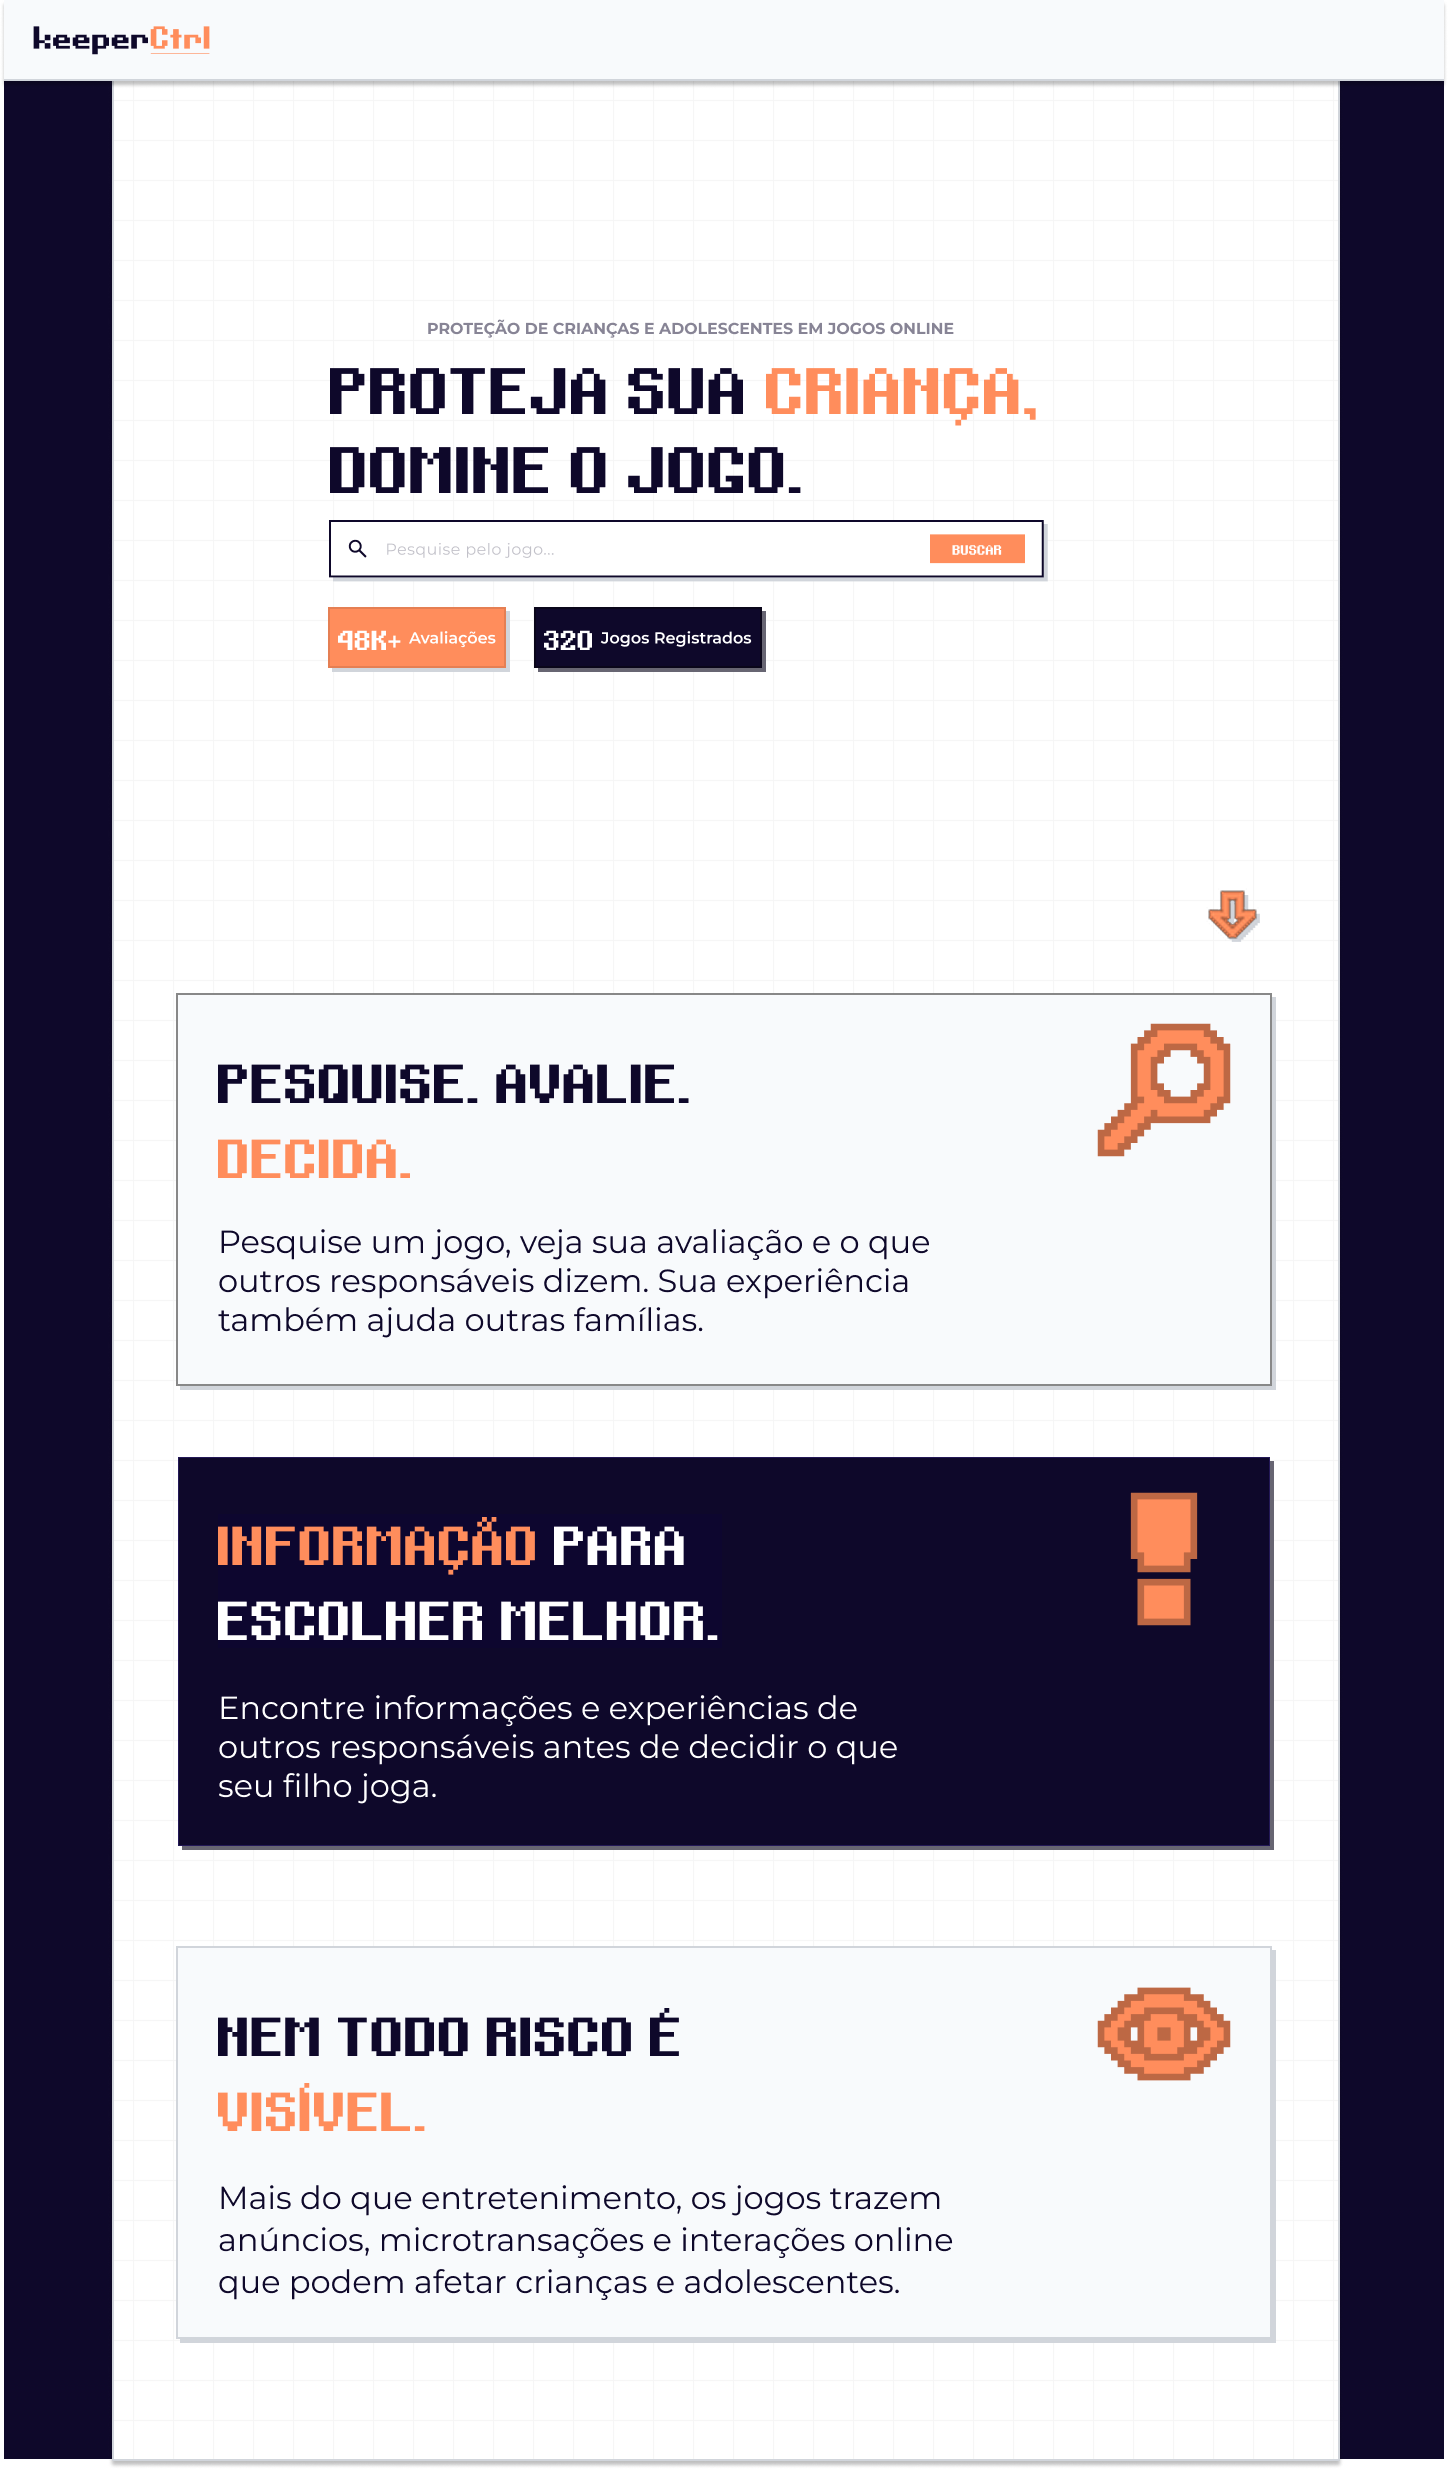 keeperCtrl
PROTEÇÃO DE CRIANÇAS E ADOLESCENTES EM JOGOS ONLINE
PROTEJA SUA CRIANÇA,
DOMINE O JOGO.
Pesquise pelo jogo...
BUSCAR
48K+ Avaliações
320 Jogos Registrados
PESQUISE. AVALIE.
DECIDA.
Pesquise um jogo, veja sua avaliação e o que
outros responsáveis dizem. Sua experiência
também ajuda outras famílias.
INFORMAÇÃO PARA
ESCOLHER MELHOR.
Encontre informações e experiências de
outros responsáveis antes de decidir o que
seu filho joga.
NEM TODO RISCO É
VISÍVEL.
Mais do que entretenimento, os jogos trazem
anúncios, microtransações e interações online
que podem afetar crianças e adolescentes.